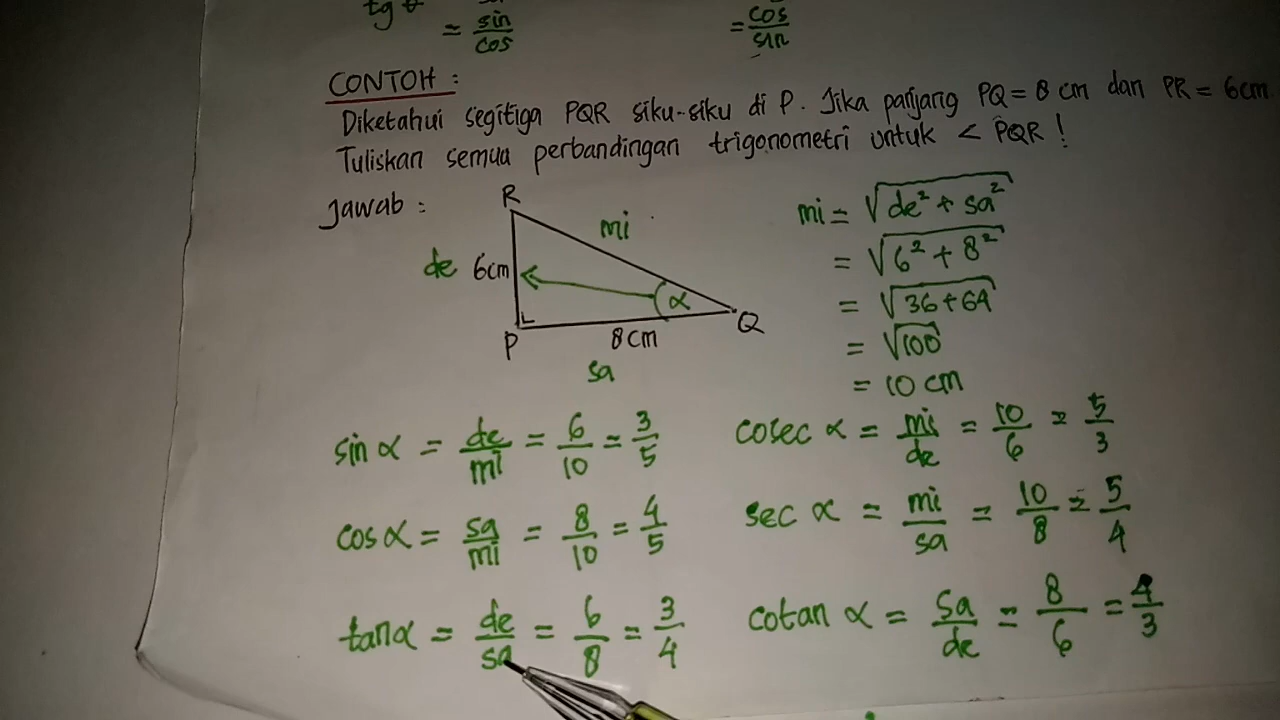 tg
= sin/cos = cos/sin
CONTOH :
Diketahui segitiga PQR siku-siku di P. Jika panjang PQ = 8 cm dan PR = 6cm
Tuliskan semua perbandingan trigonometri untuk < PQR !
Jawab :
R
mi
de 6cm
α
P
Q
8 cm
sa
mi = √de² + sa²
= √6² + 8²
= √36 + 64
= √100
= 10 cm
sin α = de/mi = 6/10 = 3/5
cosec α = mi/de = 10/6 = 5/3
cos α = sa/mi = 8/10 = 4/5
sec α = mi/sa = 10/8 = 5/4
tan α = de/sa = 6/8 = 3/4
cotan α = sa/de = 8/6 = 4/3